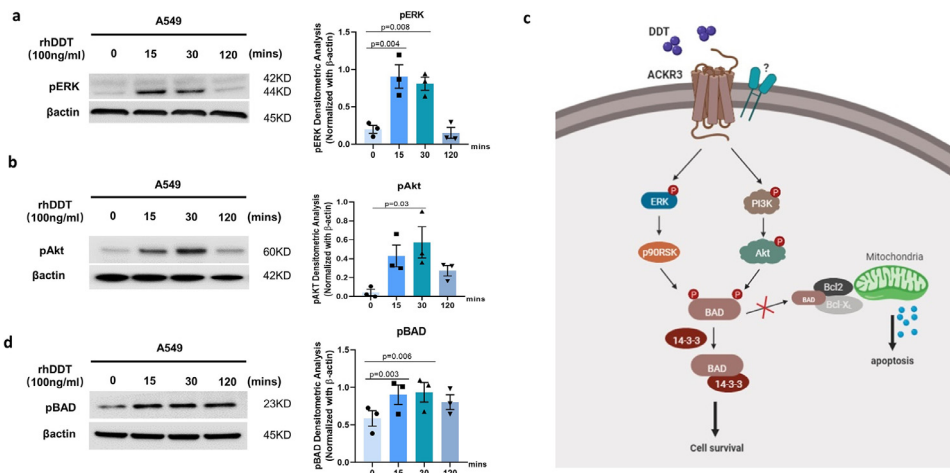 a
A549
rhDDT
(100ng/ml)
0 15 30 120 (mins)
pERK
42KD
44KD
βactin
45KD
pERK
pERK Densitometric Analysis
(Normalized with β-actin)
p=0.008
p=0.004
1.5
1.0
0.5
0.0
0 15 30 120 mins
b
A549
rhDDT
(100ng/ml)
0 15 30 120 (mins)
pAkt
60KD
βactin
42KD
pAkt
pAKT Densitometric Analysis
(Normalized with β-actin)
p=0.03
1.0
0.8
0.6
0.4
0.2
0.0
0 15 30 120 mins
d
A549
rhDDT
(100ng/ml)
0 15 30 120 (mins)
pBAD
23KD
βactin
45KD
pBAD
pBAD Densitometric Analysis
(Normalized with β-actin)
p=0.006
p=0.003
1.5
1.0
0.5
0.0
0 15 30 120 mins
c
DDT
ACKR3
?
ERK
P
PI3K
P
p90RSK
Akt
P
P
P
BAD
BAD
Bcl2
Bcl-XL
Mitochondria
apoptosis
14-3-3
BAD
14-3-3
Cell survival